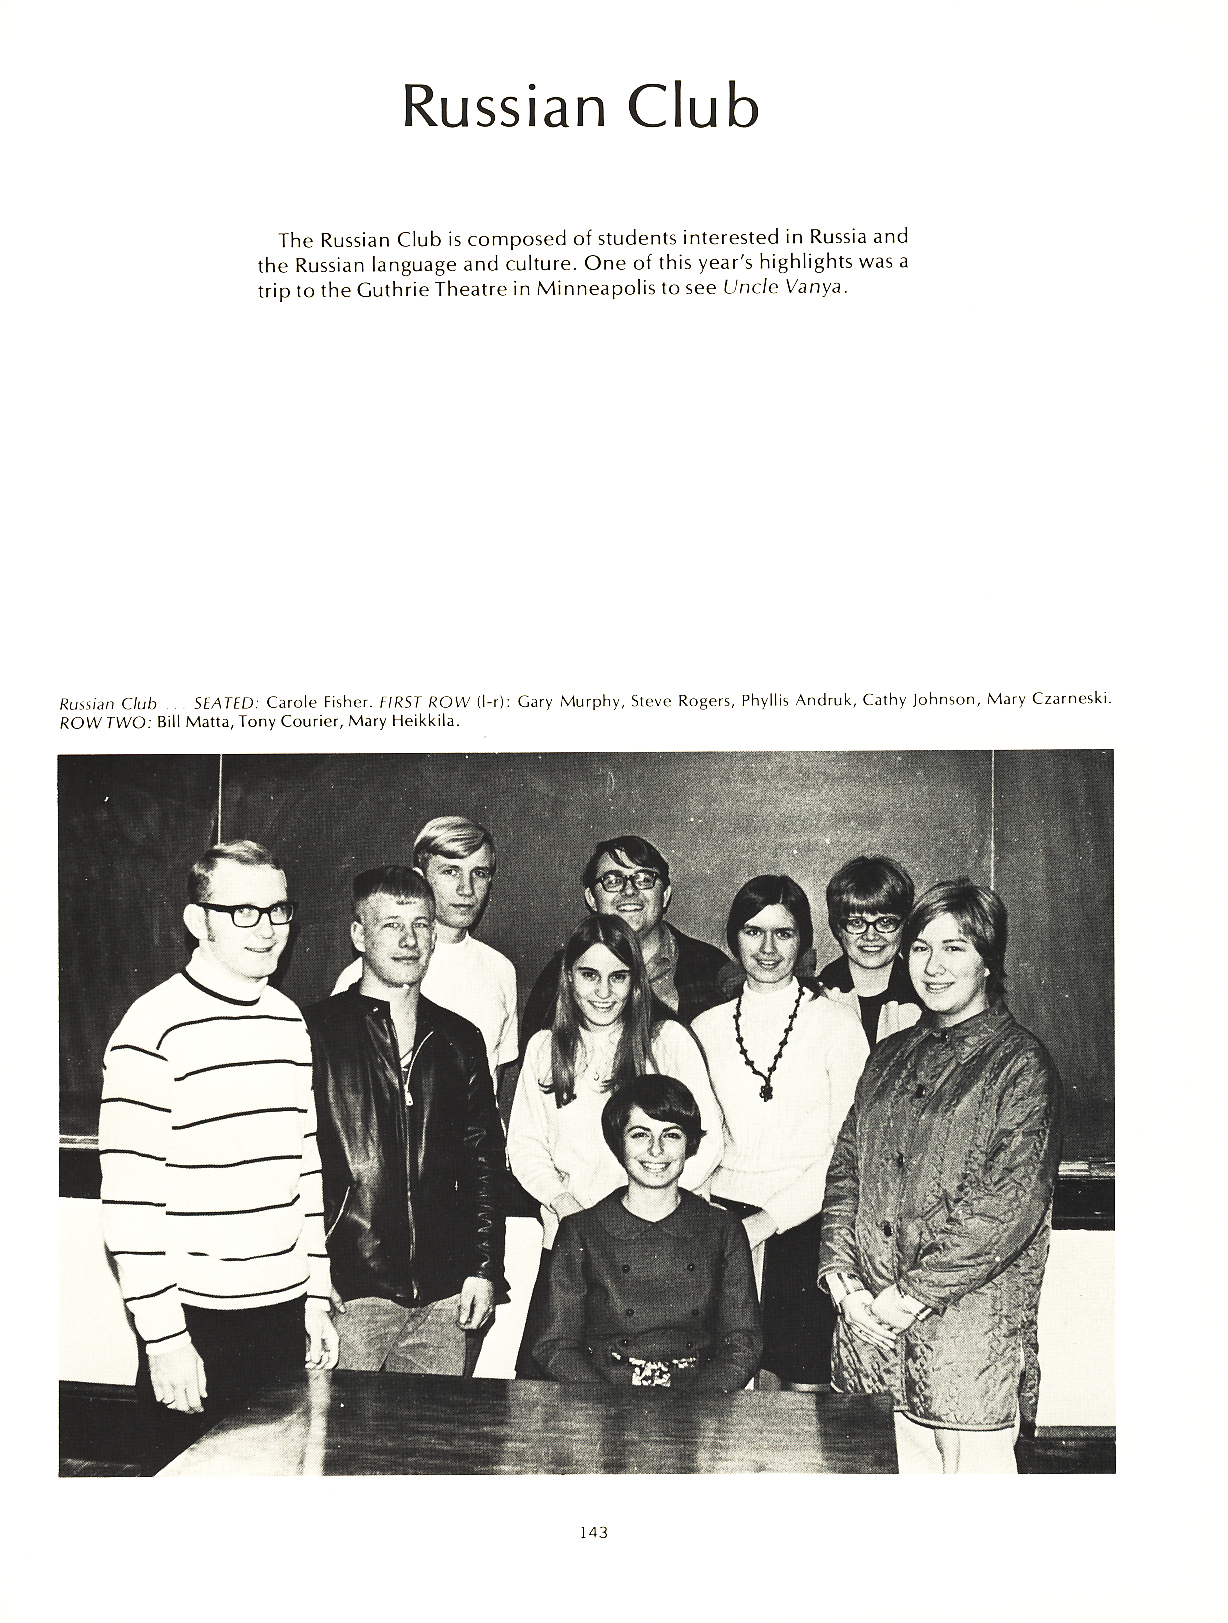 Russian Club
The Russian Club is composed of students interested in Russia and
the Russian language and culture. One of this year's highlights was a
trip to the Guthrie Theatre in Minneapolis to see Uncle Vanya.
Russian Club ... SEATED: Carole Fisher. FIRST ROW (l-r): Gary Murphy, Steve Rogers, Phyllis Andruk, Cathy Johnson, Mary Czarneski.
ROW TWO: Bill Matta, Tony Courier, Mary Heikkila.
143